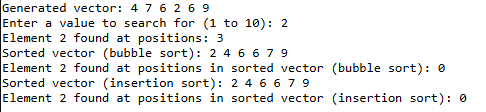 Generated vector: 4 7 6 2 6 9
Enter a value to search for (1 to 10): 2
Element 2 found at positions: 3
Sorted vector (bubble sort): 2 4 6 6 7 9
Element 2 found at positions in sorted vector (bubble sort): 0
Sorted vector (insertion sort): 2 4 6 6 7 9
Element 2 found at positions in sorted vector (insertion sort): 0